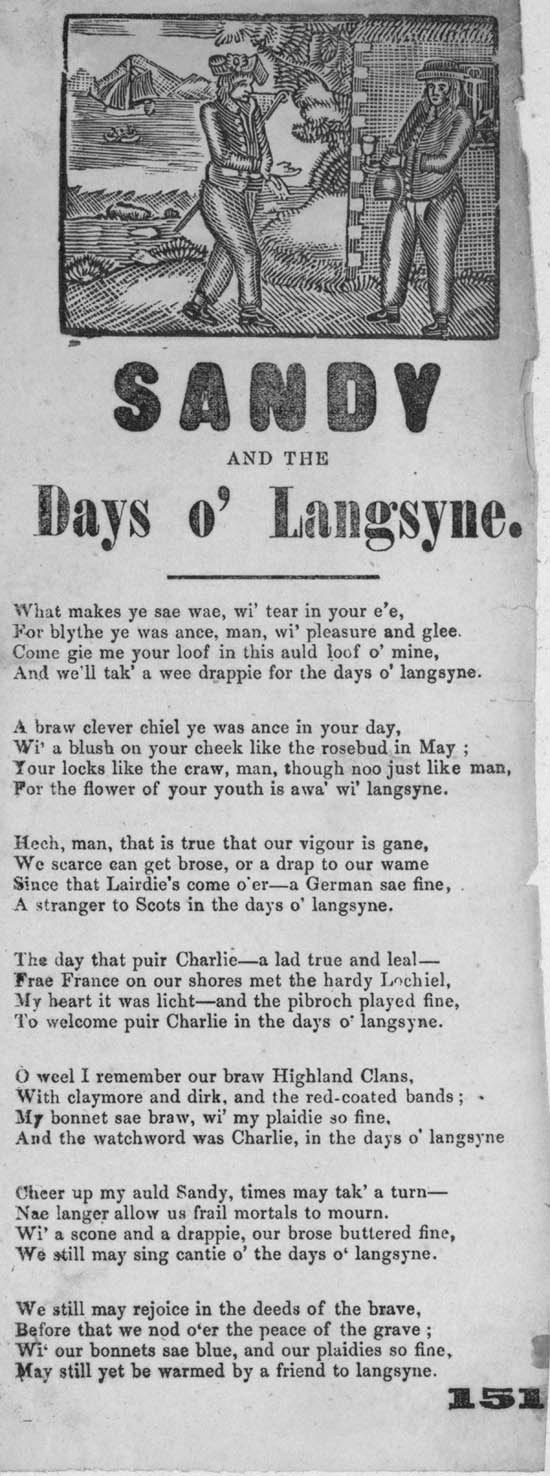 SANDY
AND THE
Days o' Langsyne.
What makes ye sae wae, wi' tear in your e'e,
For blythe ye was ance, man, wi' pleasure and glee.
Come gie me your loof in this auld loof o' mine,
And we'll tak' a wee drappie for the days o' langsyne.
A braw clever chiel ye was ance in your day,
Wi' a blush on your cheek like the rosebud in May ;
Your locks like the craw, man, though noo just like man,
For the flower of your youth is awa' wi' langsyne.
Hech, man, that is true that our vigour is gane,
We scarce can get brose, or a drap to our wame
Since that Lairdie's come o'er—a German sae fine,
A stranger to Scots in the days o' langsyne.
The day that puir Charlie—a lad true and leal—
Frae France on our shores met the hardy Lochiel,
My heart it was licht—and the pibroch played fine,
To welcome puir Charlie in the days o' langsyne.
O weel I remember our braw Highland Clans,
With claymore and dirk, and the red-coated bands ;
My bonnet sae braw, wi' my plaidie so fine,
And the watchword was Charlie, in the days o' langsyne
Cheer up my auld Sandy, times may tak' a turn—
Nae langer allow us frail mortals to mourn.
Wi' a scone and a drappie, our brose buttered fine,
We still may sing cantie o' the days o‘ langsyne.
We still may rejoice in the deeds of the brave,
Before that we nod o‘er the peace of the grave ;
Wi‘ our bonnets sae blue, and our plaidies so fine,
May still yet be warmed by a friend to langsyne.
151